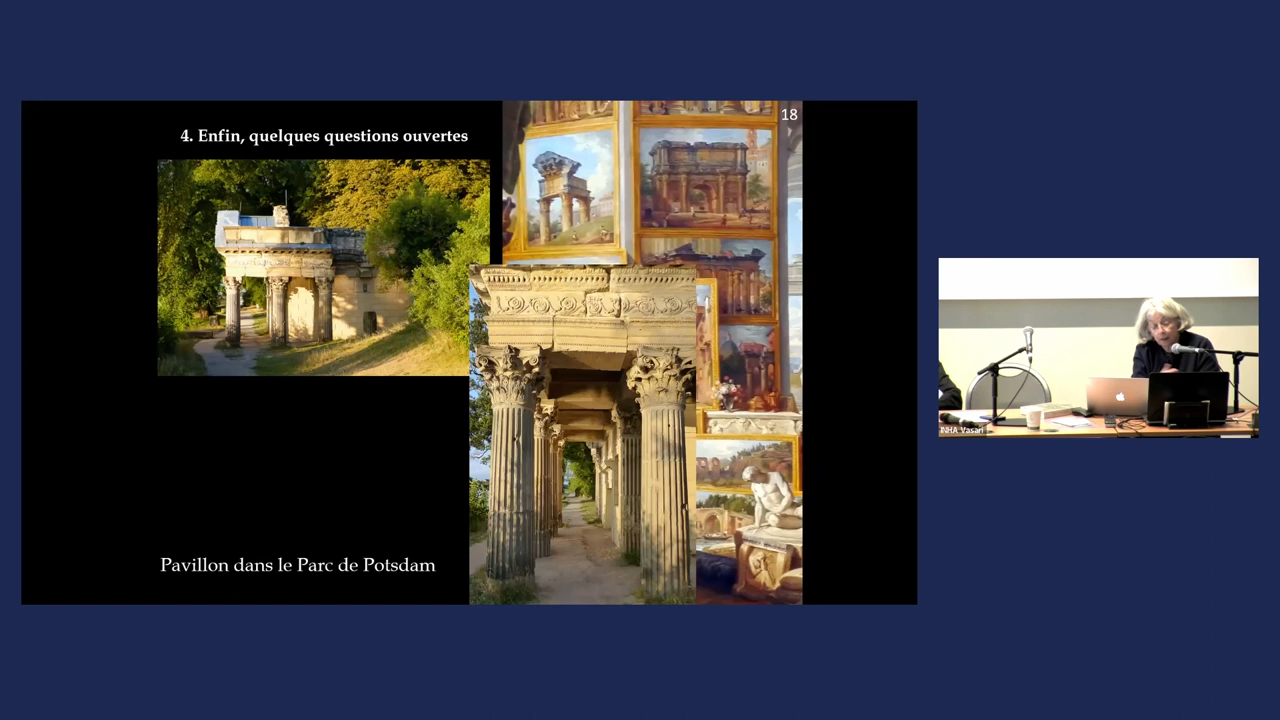 4. Enfin, quelques questions ouvertes
18
Pavillon dans le Parc de Potsdam
INHA Vasari